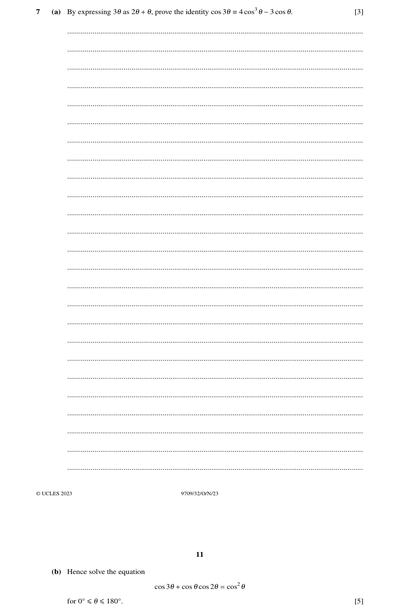 7 (a) By expressing 3θ as 2θ + θ, prove the identity cos 3θ ≡ 4 cos³ θ − 3 cos θ. [3]
© UCLES 2023 9709/32/O/N/23
11
(b) Hence solve the equation
cos 3θ + cos θ cos 2θ = cos² θ
for 0° ⩽ θ ⩽ 180°. [5]